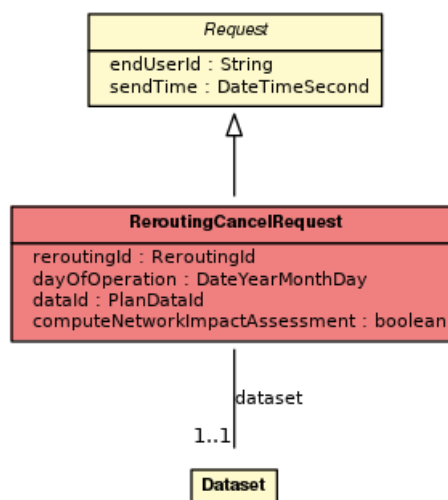 Request
endUserId : String
sendTime : DateTimeSecond
ReroutingCancelRequest
reroutingId : ReroutingId
dayOfOperation : DateYearMonthDay
dataId : PlanDataId
computeNetworkImpactAssessment : boolean
dataset
1..1
Dataset